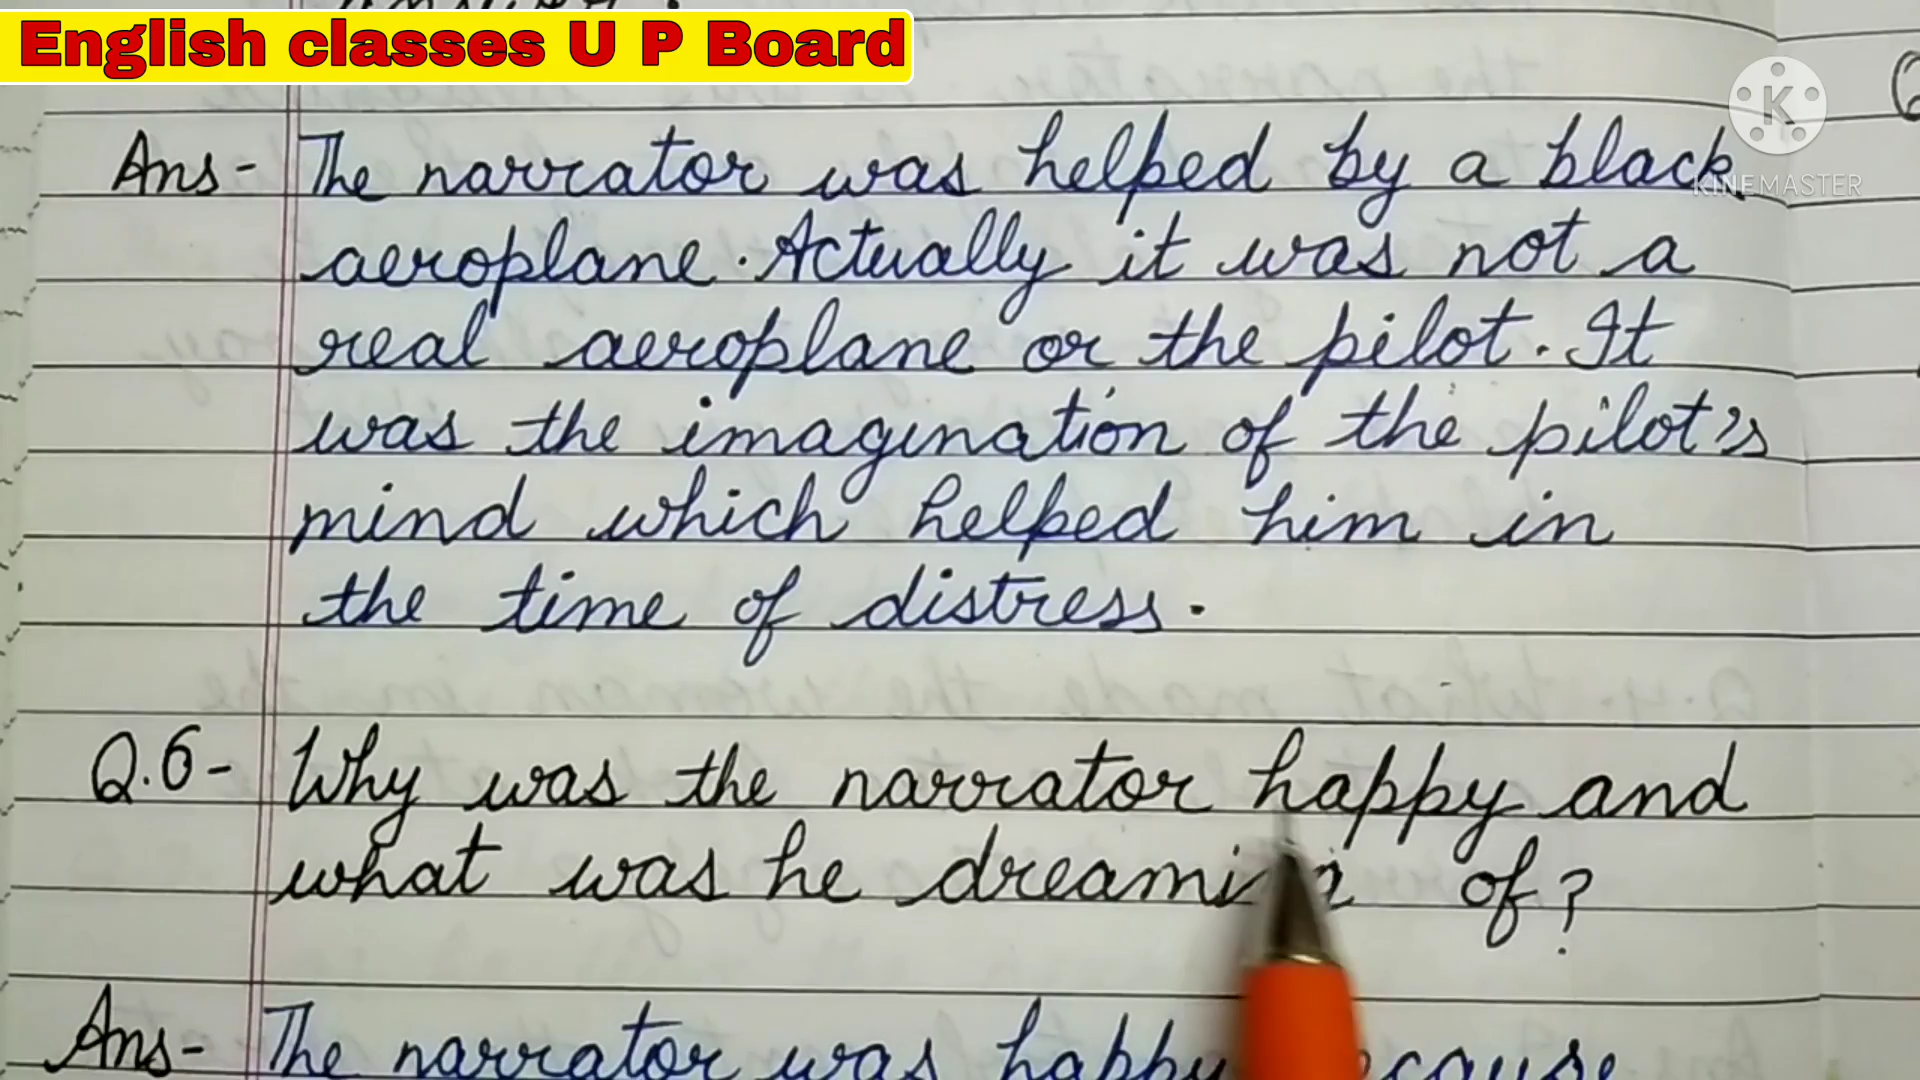 English classes U P Board
K
KINEMASTER
Ans- The narrator was helped by a black
aeroplane. Actually it was not a
real aeroplane or the pilot. It
was the imagination of the pilot's
mind which helped him in
the time of distress.
Q.6- Why was the narrator happy and
what was he of?
Ans- The narrator was happy